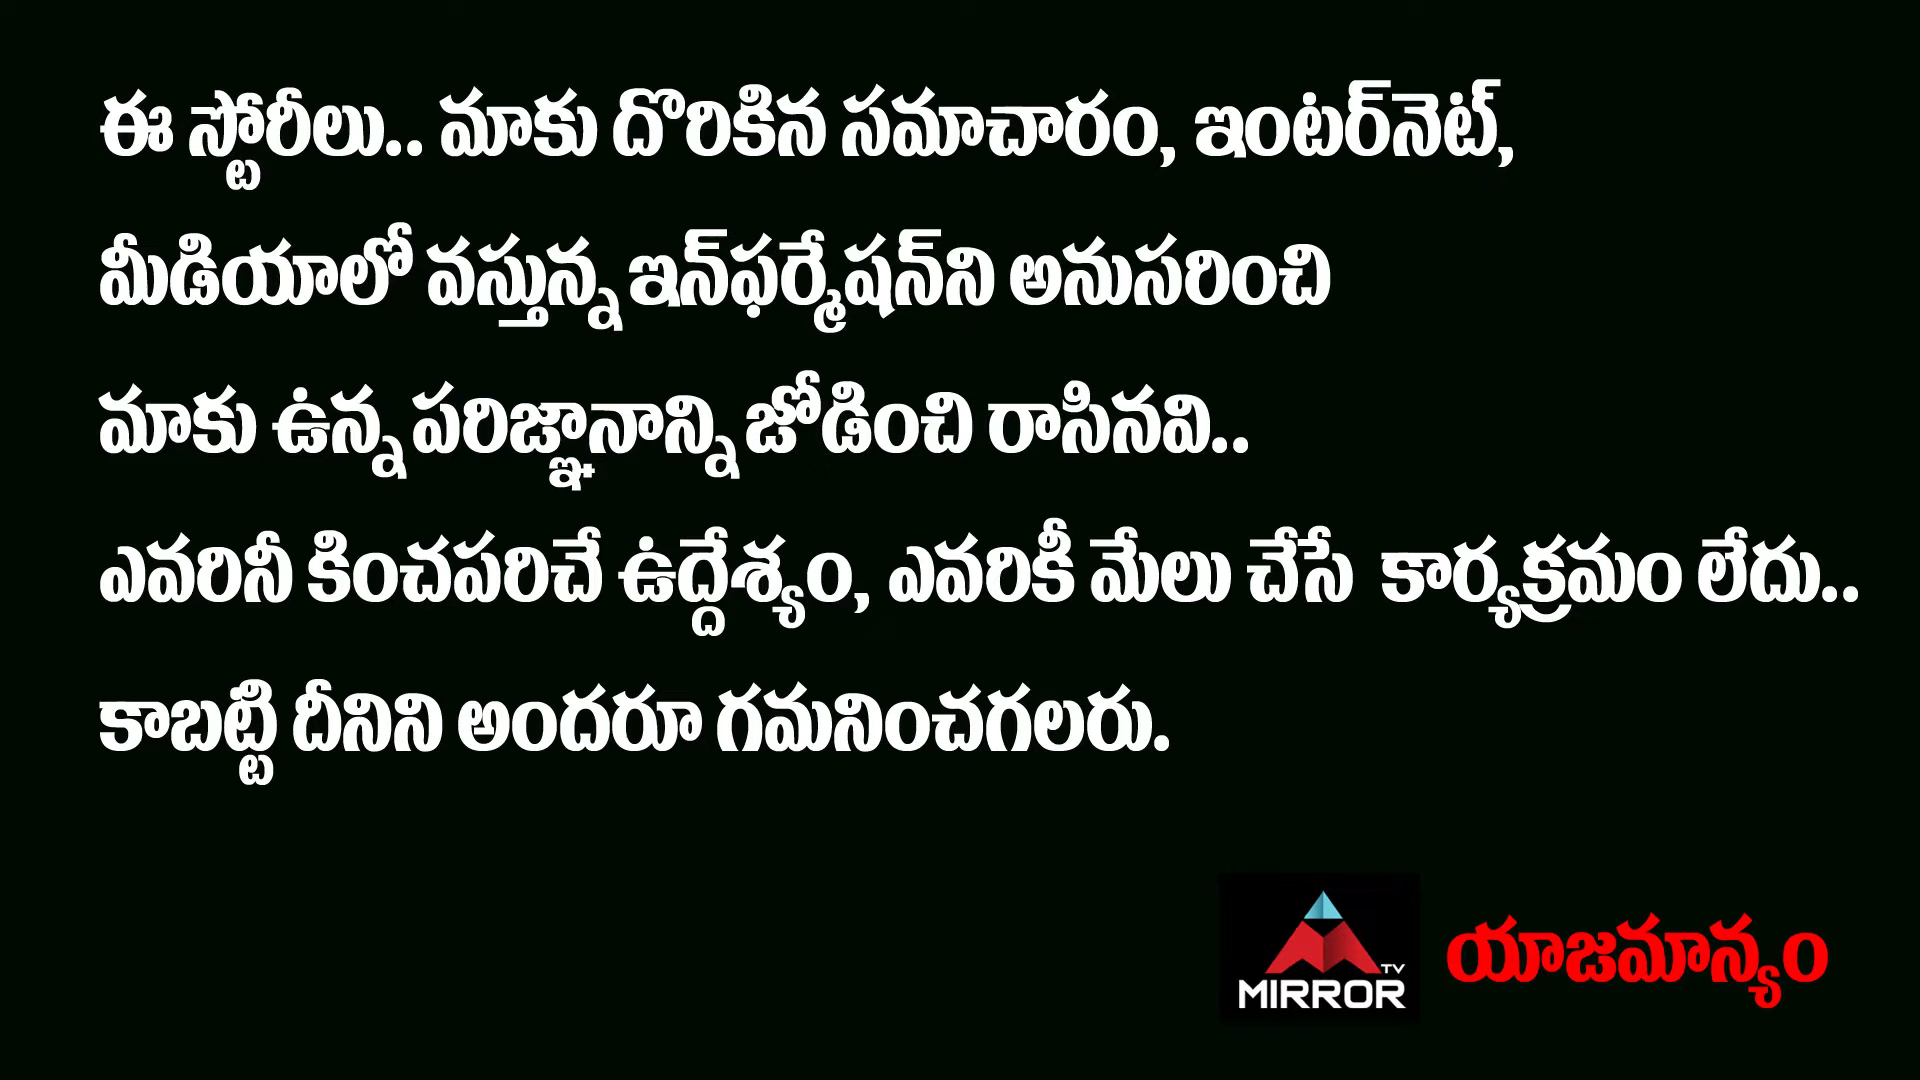 ఈ స్టోరీలు.. మాకు దొరికిన సమాచారం, ఇంటర్‌నెట్,
మీడియాలో వస్తున్న ఇన్‌ఫర్మేషన్‌ని అనుసరించి
మాకు ఉన్న పరిజ్ఞానాన్ని జోడించి రాసినవి..
ఎవరినీ కించపరిచే ఉద్దేశ్యం, ఎవరికీ మేలు చేసే కార్యక్రమం లేదు..
కాబట్టి దీనిని అందరూ గమనించగలరు.
TV
MIRROR
యాజమాన్యం